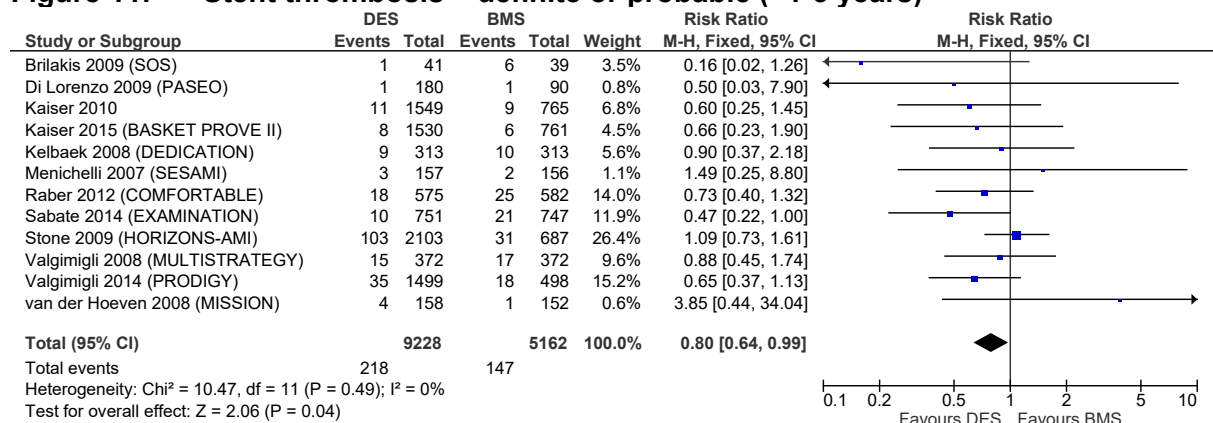 DES BMS Risk Ratio Risk Ratio
Study or Subgroup Events Total Events Total Weight M-H, Fixed, 95% CI M-H, Fixed, 95% CI
Brilakis 2009 (SOS) 1 41 6 39 3.5% 0.16 [0.02, 1.26]
Di Lorenzo 2009 (PASEO) 1 180 1 90 0.8% 0.50 [0.03, 7.90]
Kaiser 2010 11 1549 9 765 6.8% 0.60 [0.25, 1.45]
Kaiser 2015 (BASKET PROVE II) 8 1530 6 761 4.5% 0.66 [0.23, 1.90]
Kelbaek 2008 (DEDICATION) 9 313 10 313 5.6% 0.90 [0.37, 2.18]
Menichelli 2007 (SESAMI) 3 157 2 156 1.1% 1.49 [0.25, 8.80]
Raber 2012 (COMFORTABLE) 18 575 25 582 14.0% 0.73 [0.40, 1.32]
Sabate 2014 (EXAMINATION) 10 751 21 747 11.9% 0.47 [0.22, 1.00]
Stone 2009 (HORIZONS-AMI) 103 2103 31 687 26.4% 1.09 [0.73, 1.61]
Valgimigli 2008 (MULTISTRATEGY) 15 372 17 372 9.6% 0.88 [0.45, 1.74]
Valgimigli 2014 (PRODIGY) 35 1499 18 498 15.2% 0.65 [0.37, 1.13]
van der Hoeven 2008 (MISSION) 4 158 1 152 0.6% 3.85 [0.44, 34.04]
Total (95% CI) 9228 5162 100.0% 0.80 [0.64, 0.99]
Total events 218 147
Heterogeneity: Chi² = 10.47, df = 11 (P = 0.49); I² = 0%
Test for overall effect: Z = 2.06 (P = 0.04)
0.1 0.2 0.5 1 2 5 10
Favours DES Favours BMS